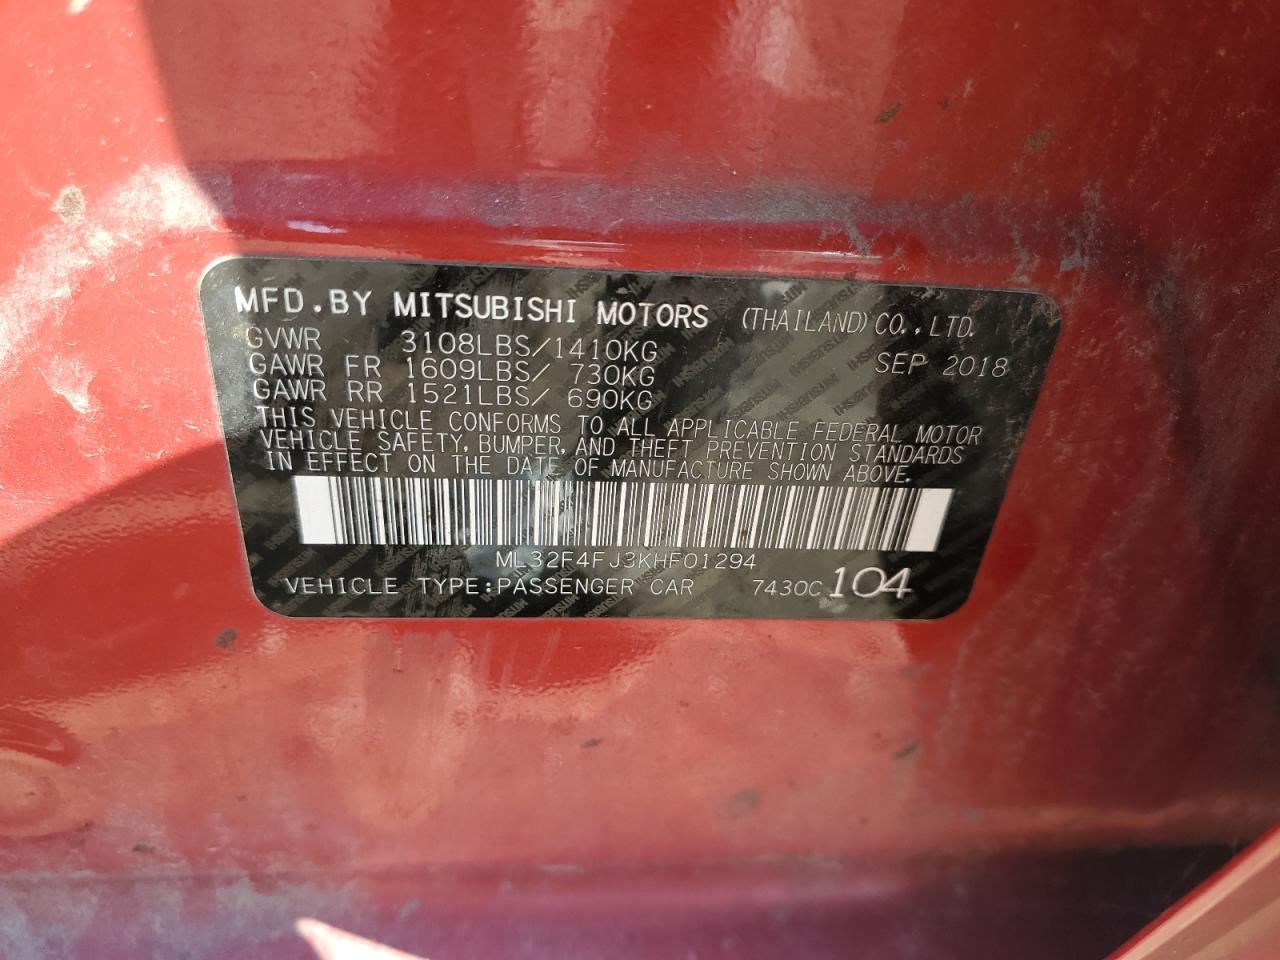 MFD.BY MITSUBISHI MOTORS (THAILAND) CO.,LTD.
GVWR 3108LBS/1410KG SEP 2018
GAWR FR 1609LBS/ 730KG
GAWR RR 1521LBS/ 690KG
THIS VEHICLE CONFORMS TO ALL APPLICABLE FEDERAL MOTOR
VEHICLE SAFETY, BUMPER, AND THEFT PREVENTION STANDARDS
IN EFFECT ON THE DATE OF MANUFACTURE SHOWN ABOVE.
ML32F4FJ3KHF01294
VEHICLE TYPE:PASSENGER CAR 7430C 104